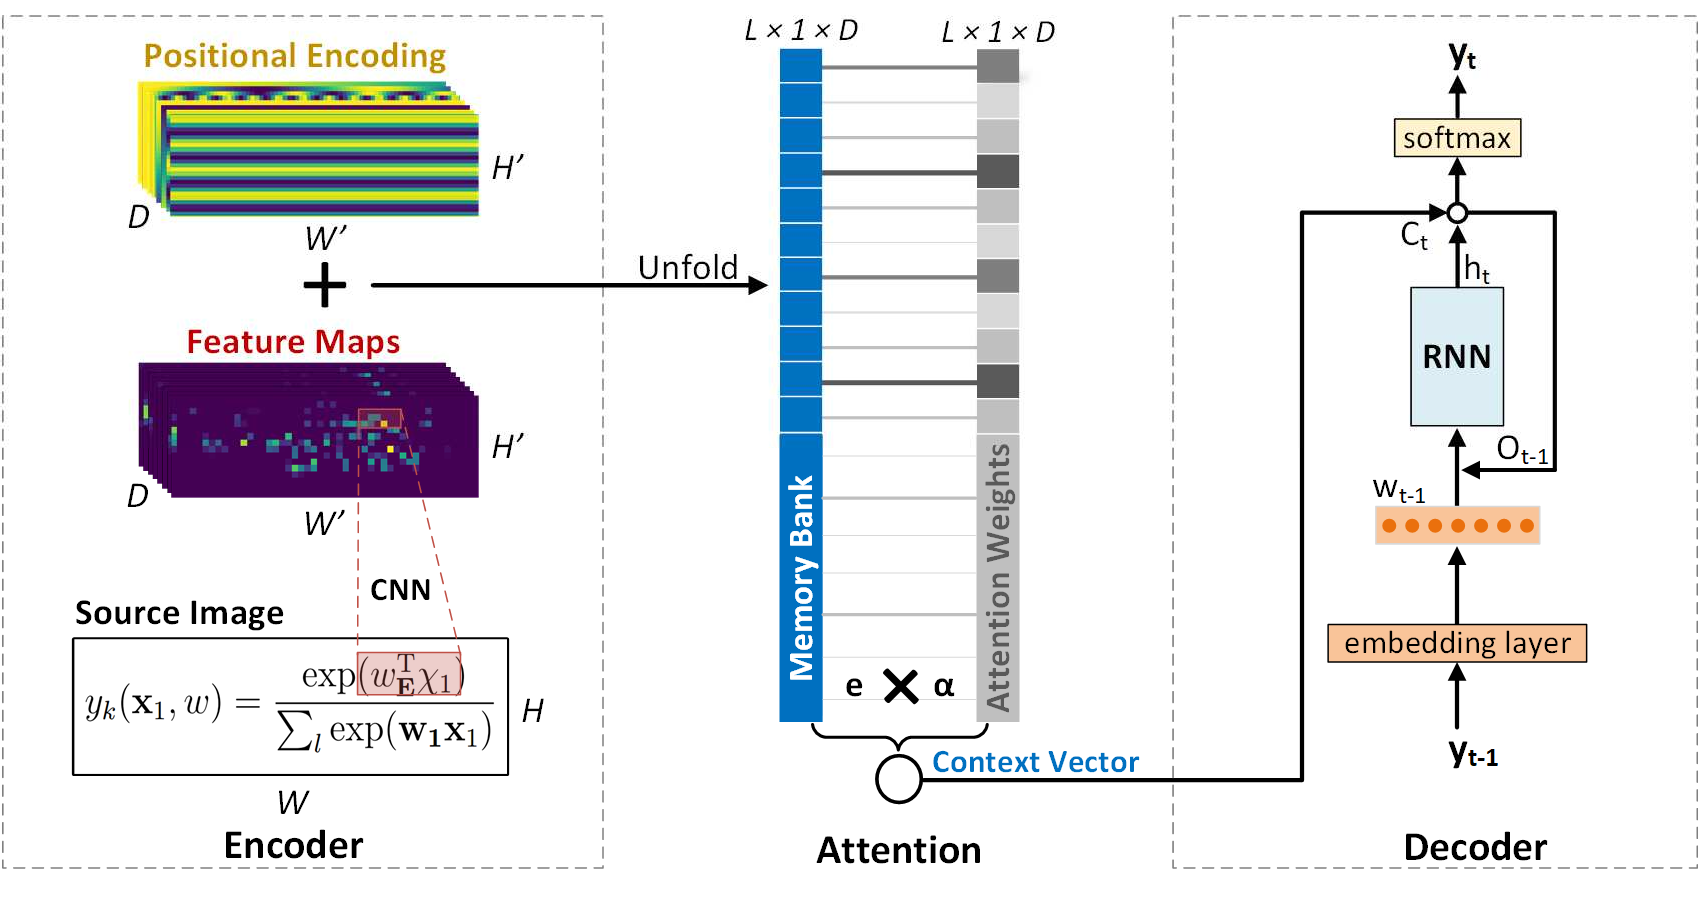 Positional Encoding
H’
D
W’
+
Feature Maps
H’
D
W’
CNN
Source Image
y_k(𝐱_1, w) = exp(w_𝐄^T χ_1) / ∑_l exp(𝐰_𝟏 𝐱_1)
H
W
Encoder
Unfold
L × 1 × D
L × 1 × D
Memory Bank
Attention Weights
e × α
Context Vector
Attention
y_t
softmax
C_t
h_t
RNN
O_t-1
w_t-1
embedding layer
y_t-1
Decoder